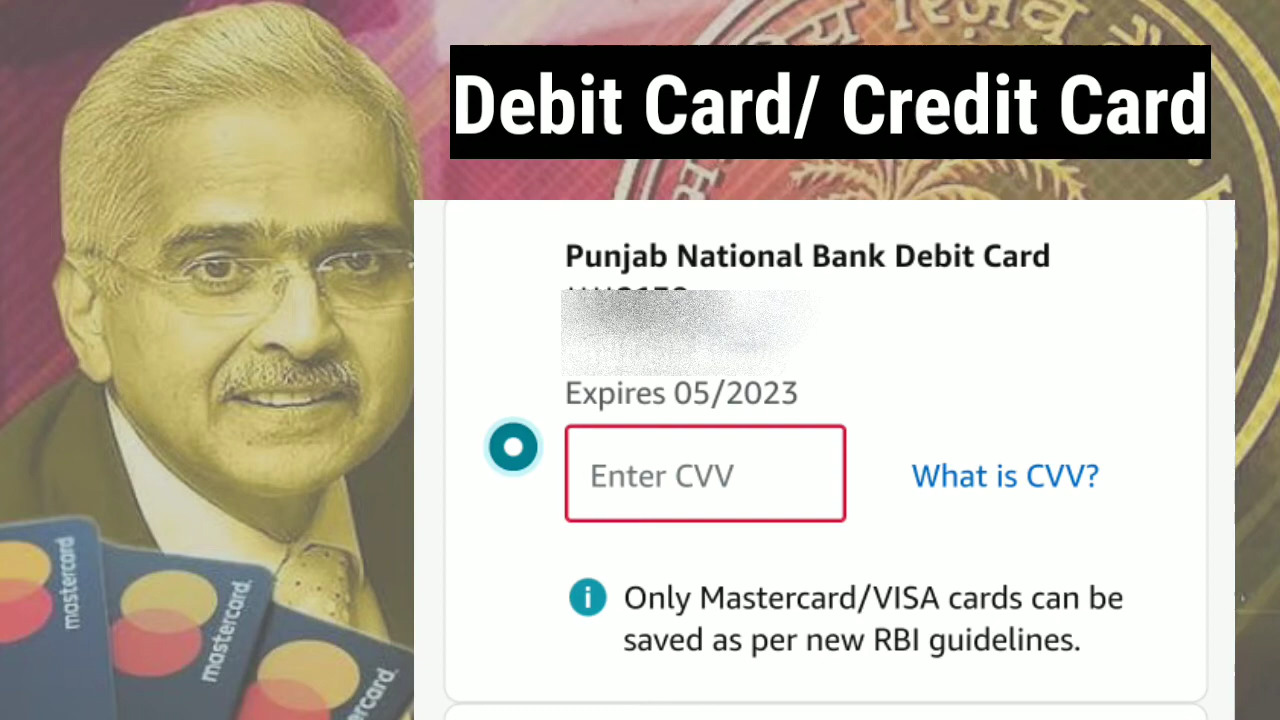 Debit Card/ Credit Card
रिज़र्व
Punjab National Bank Debit Card
Expires 05/2023
Enter CVV
What is CVV?
Only Mastercard/VISA cards can be
saved as per new RBI guidelines.
mastercard
mastercard.
ercard.